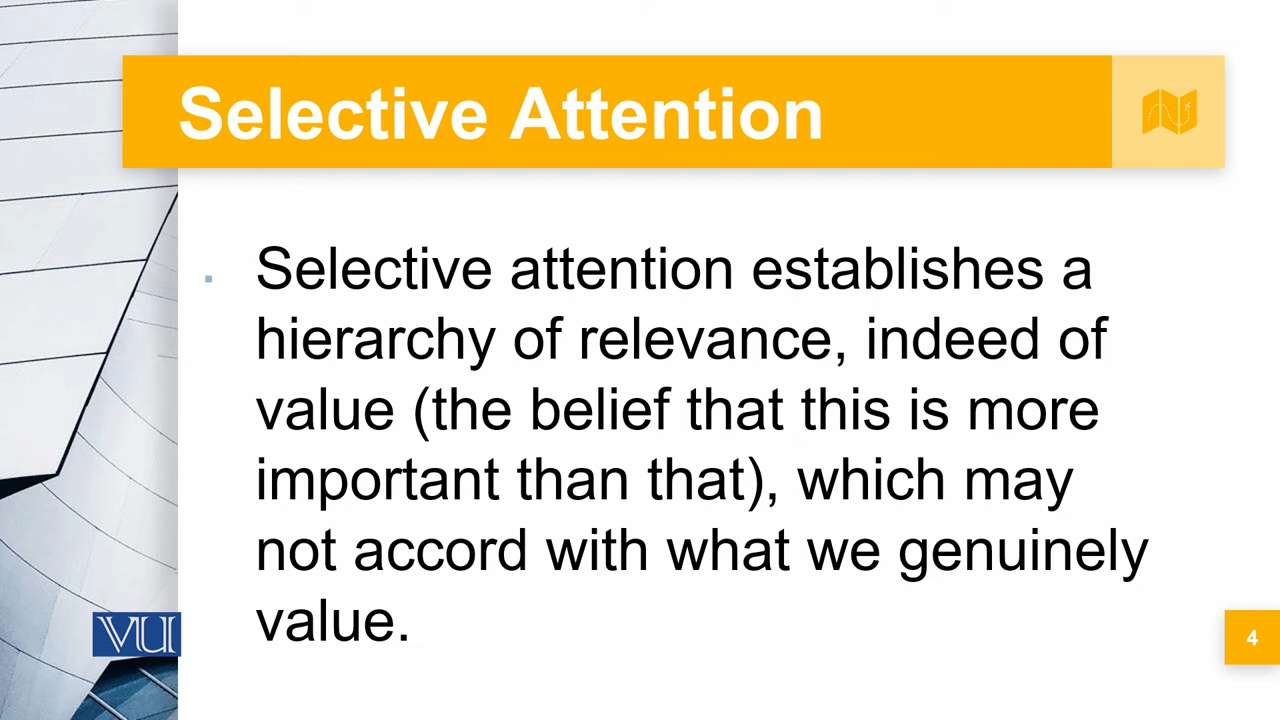 Selective Attention
Selective attention establishes a
hierarchy of relevance, indeed of
value (the belief that this is more
important than that), which may
not accord with what we genuinely
value.
VU
4